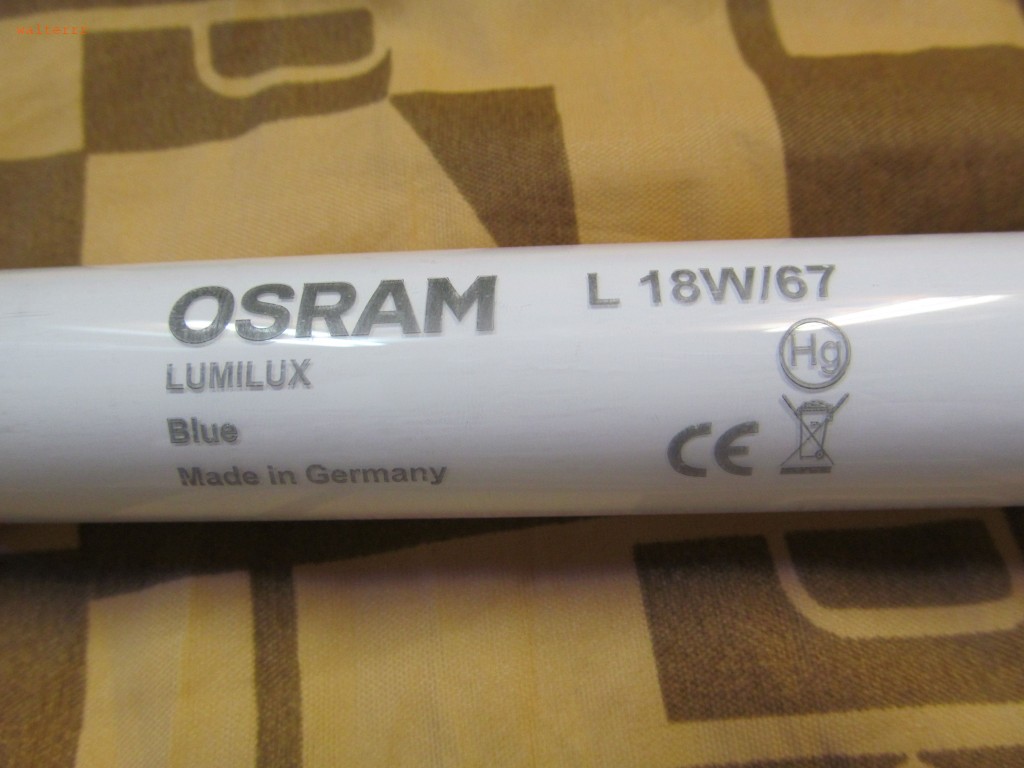 OSRAM
LUMILUX
Blue
Made in Germany
L 18W/67
Hg
CE